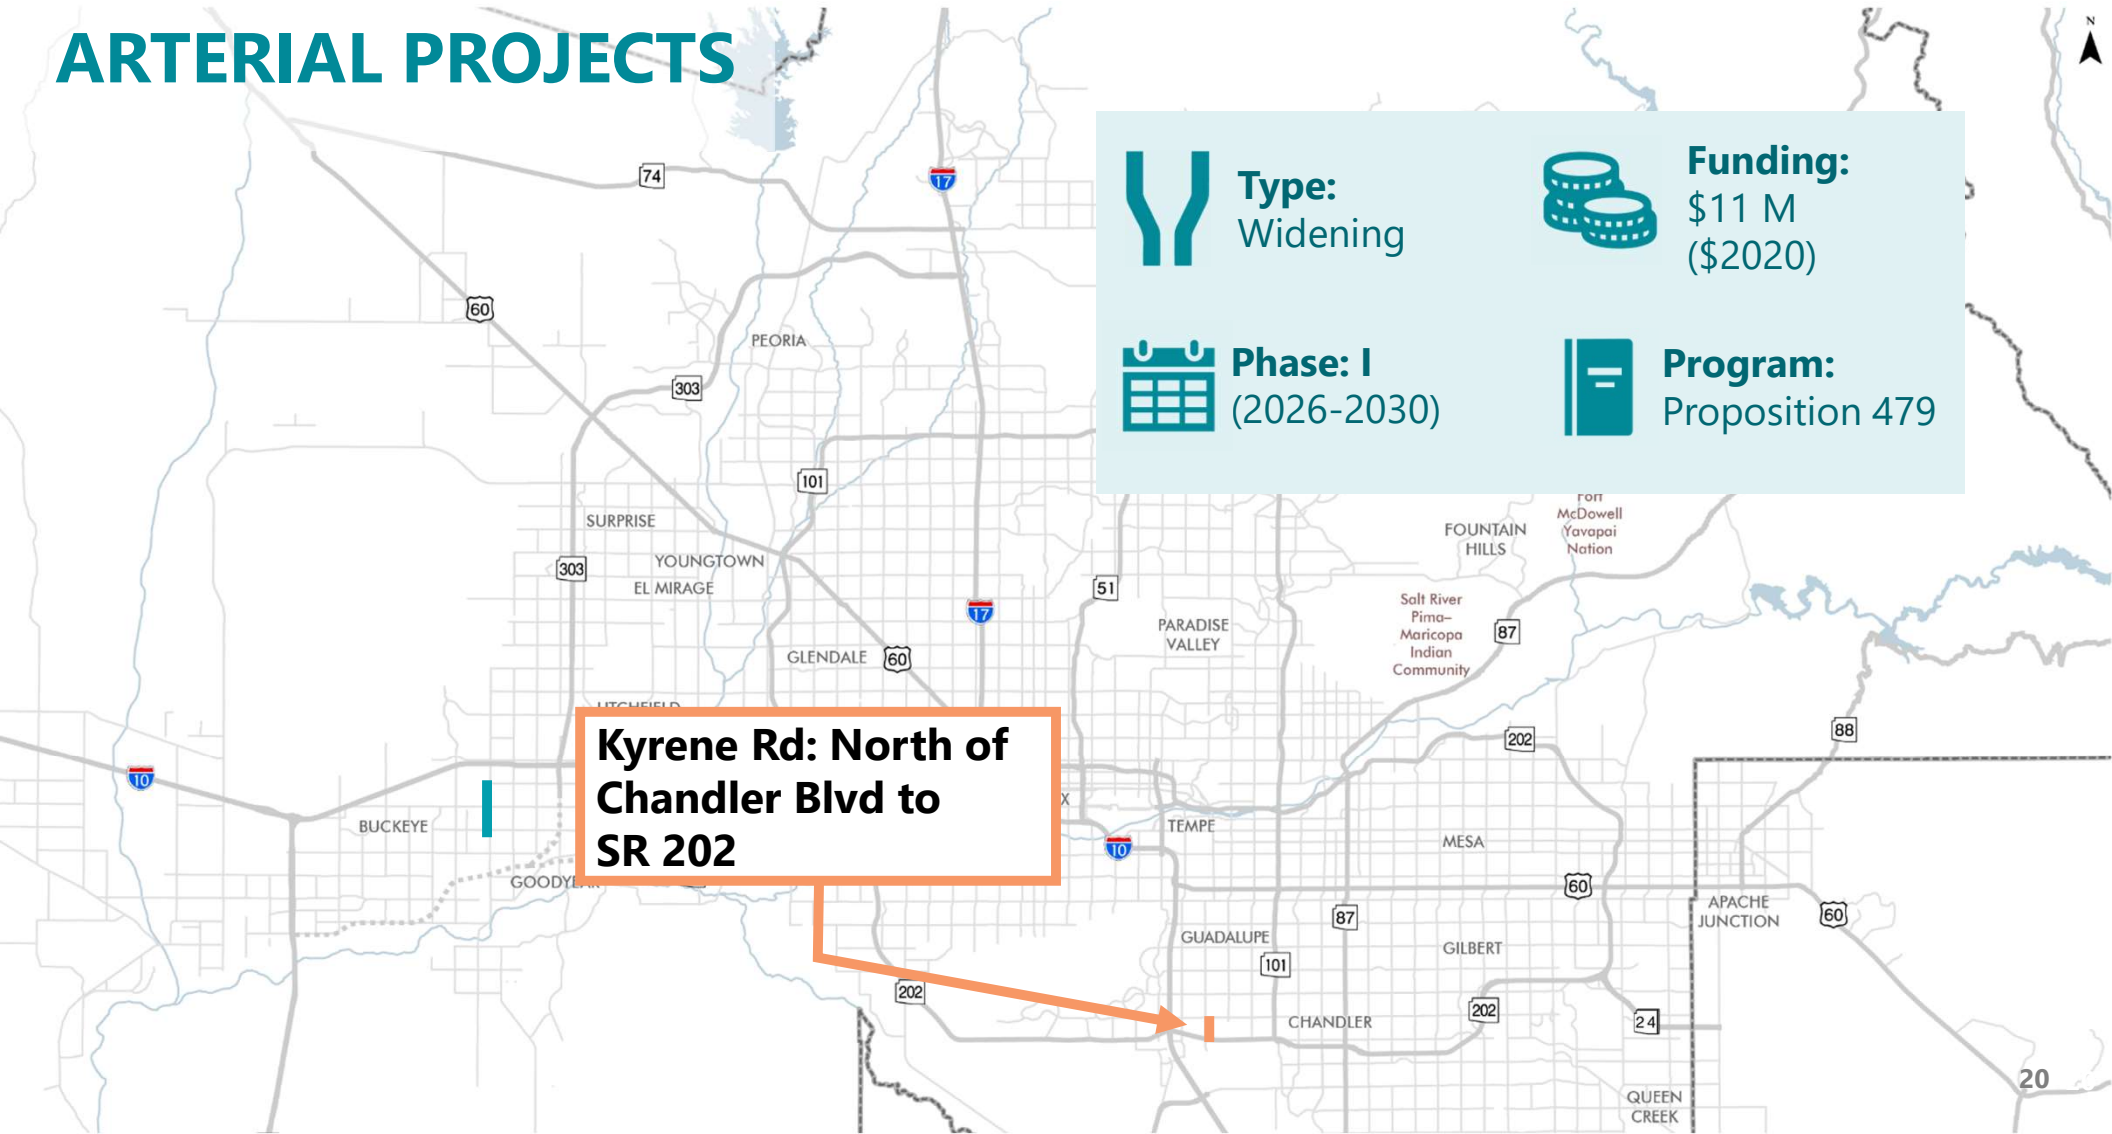 ARTERIAL PROJECTS
N
Type:
Widening
Funding:
$11 M
($2020)
Phase: I
(2026-2030)
Program:
Proposition 479
74
17
60
PEORIA
303
101
SURPRISE
YOUNGTOWN
EL MIRAGE
303
51
17
FOUNTAIN
HILLS
Fort
McDowell
Yavapai
Nation
Salt River
Pima–
Maricopa
Indian
Community
87
PARADISE
VALLEY
GLENDALE
60
LITCHFIELD
Kyrene Rd: North of
Chandler Blvd to
SR 202
202
88
10
BUCKEYE
X
TEMPE
10
MESA
GOODYEAR
60
APACHE
JUNCTION
60
87
GUADALUPE
GILBERT
101
202
CHANDLER
202
24
QUEEN
CREEK
20